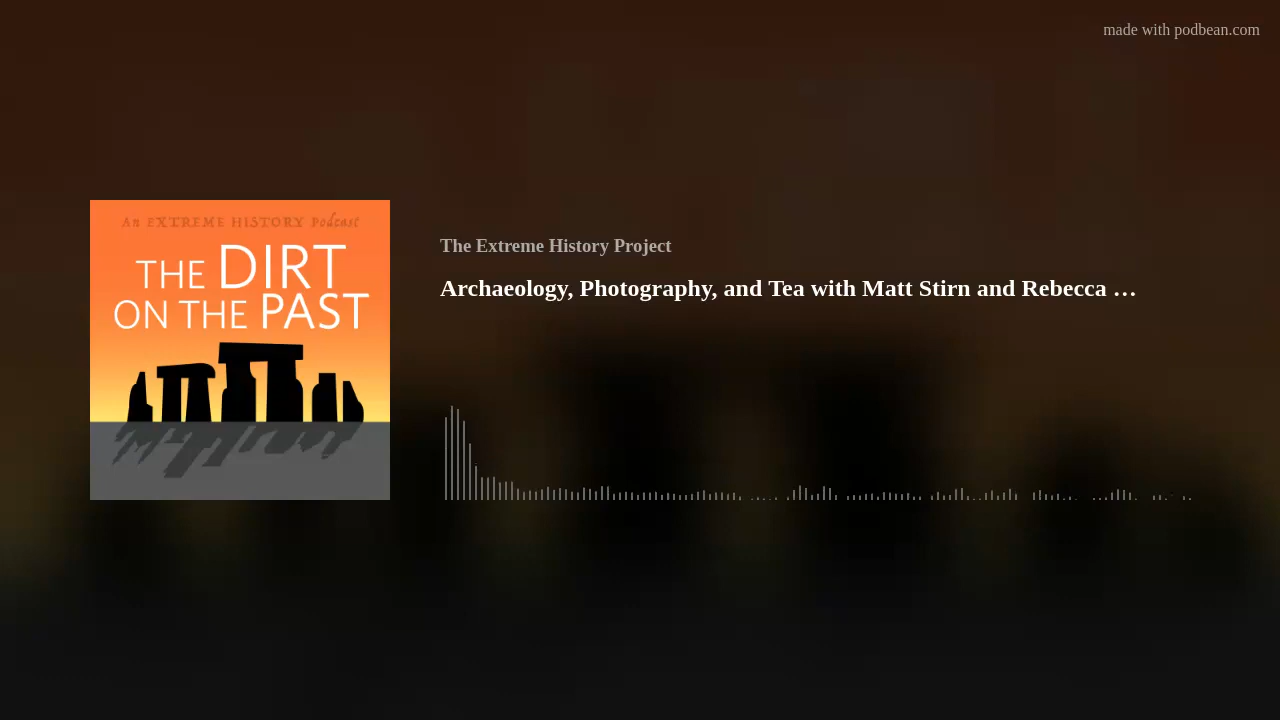 made with podbean.com
An EXTREME HISTORY Podcast
THE DIRT
ON THE PAST
The Extreme History Project
Archaeology, Photography, and Tea with Matt Stirn and Rebecca …